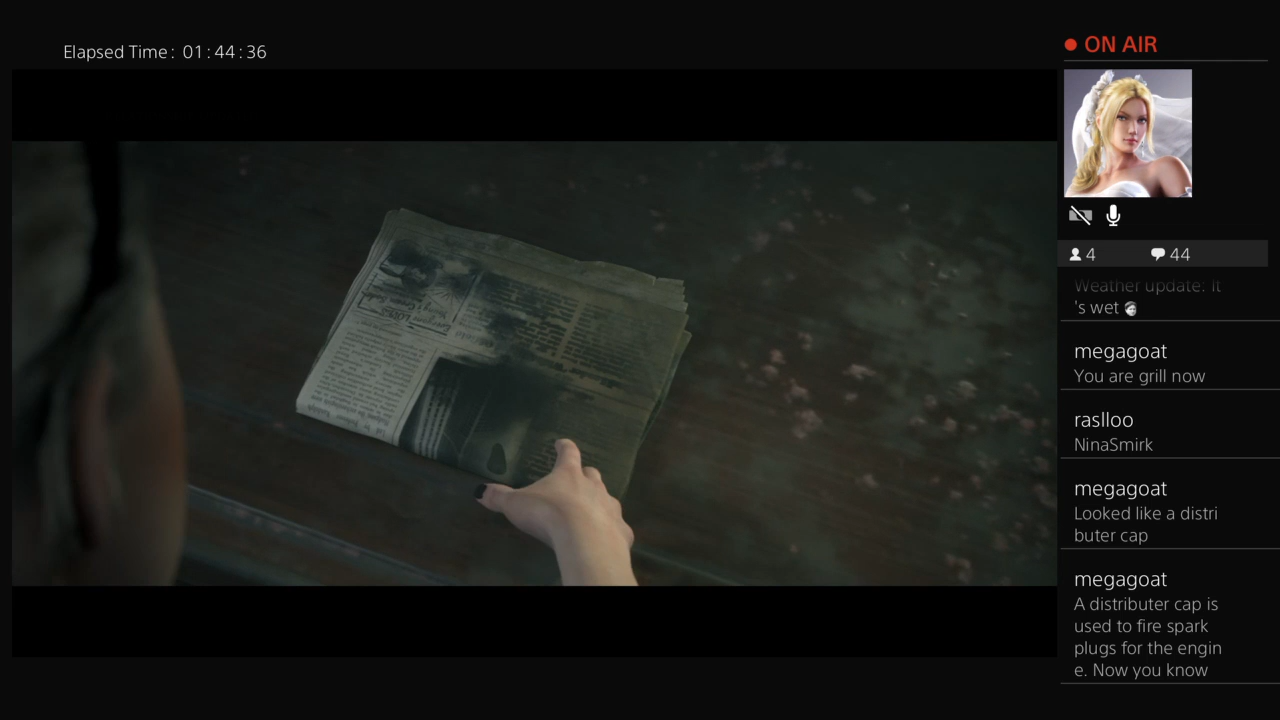 Elapsed Time: 01:44:36
ON AIR
4
44
Weather update: It
's wet
megagoat
You are grill now
raslloo
NinaSmirk
megagoat
Looked like a distri
buter cap
megagoat
A distributer cap is
used to fire spark
plugs for the engin
e. Now you know